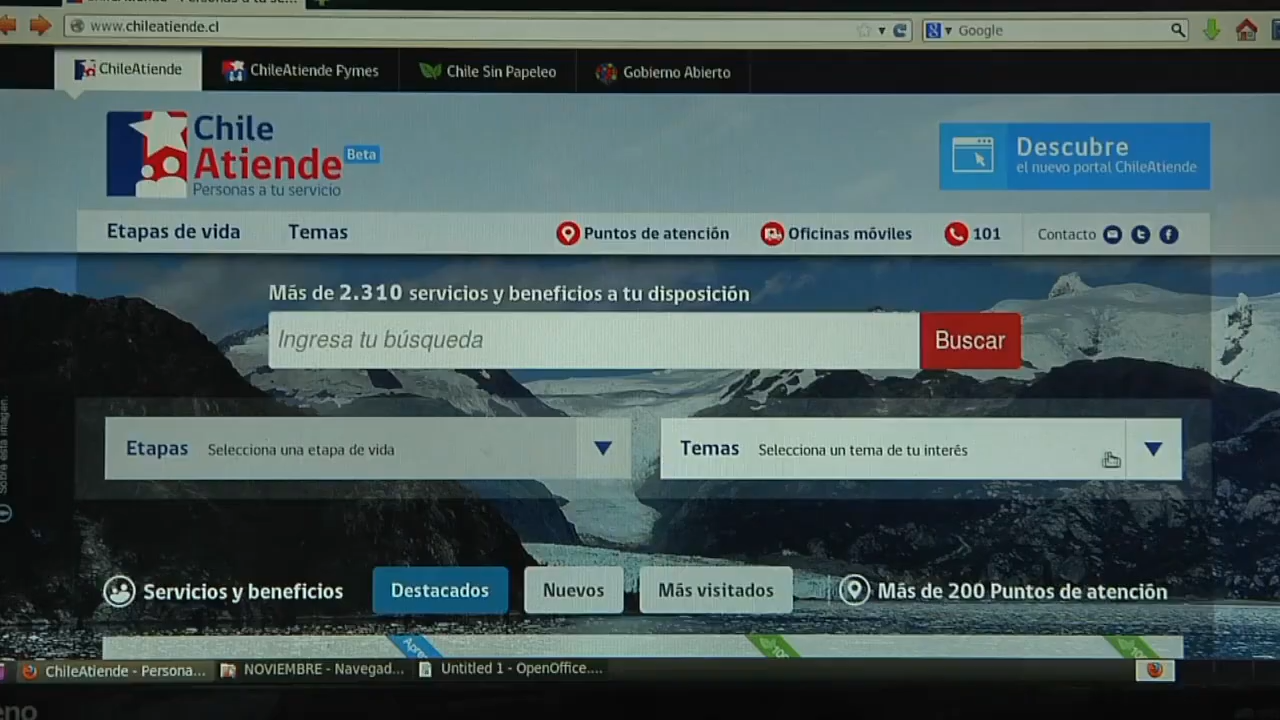 www.chileatiende.cl
Google
ChileAtiende
ChileAtiende Pymes
Chile Sin Papeleo
Gobierno Abierto
Chile
Atiende Beta
Personas a tu servicio
Descubre
el nuevo portal ChileAtiende
Etapas de vida
Temas
Puntos de atención
Oficinas móviles
101
Contacto
Más de 2.310 servicios y beneficios a tu disposición
Ingresa tu búsqueda
Buscar
Sobre esta imagen.
Etapas Selecciona una etapa de vida
Temas Selecciona un tema de tu interés
Servicios y beneficios
Destacados
Nuevos
Más visitados
Más de 200 Puntos de atención
ChileAtiende - Persona...
NOVIEMBRE - Navegad...
Untitled 1 - OpenOffice....